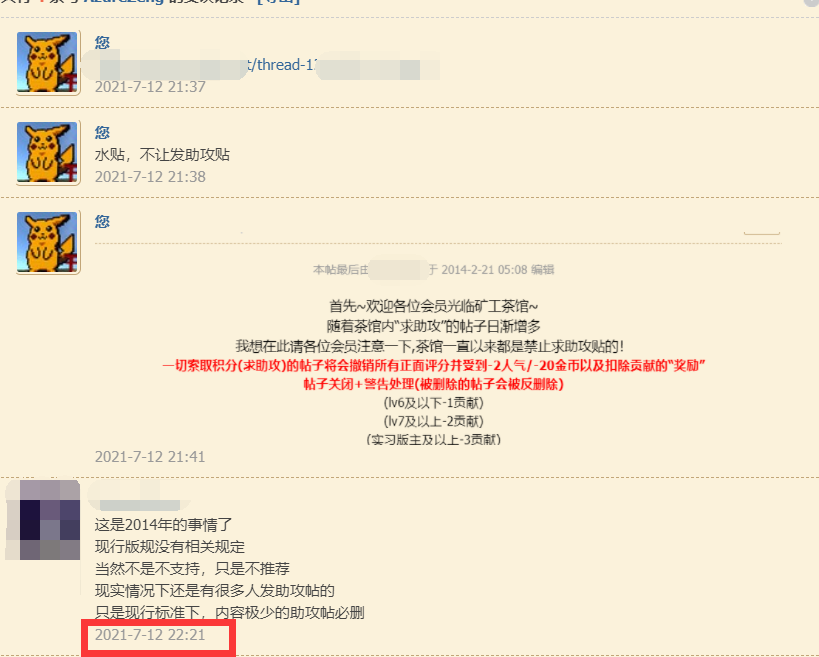 您
t/thread-17
2021-7-12 21:37
您
水贴，不让发助攻贴
2021-7-12 21:38
您
本帖最后由 于 2014-2-21 05:08 编辑
首先~欢迎各位会员光临矿工茶馆~
随着茶馆内“求助攻”的帖子日渐增多
我想在此请各位会员注意一下,茶馆一直以来都是禁止求助攻贴的!
一切索取积分(求助攻)的帖子将会撤销所有正面评分并受到-2人气/-20金币以及扣除贡献的“奖励”
帖子关闭+警告处理(被删除的帖子会被反删除)
(lv6及以下-1贡献)
(lv7及以上-2贡献)
(实习版主及以上-3贡献)
2021-7-12 21:41
这是2014年的事情了
现行版规没有相关规定
当然不是不支持，只是不推荐
现实情况下还是有很多人发助攻帖的
只是现行标准下，内容极少的助攻帖必删
2021-7-12 22:21